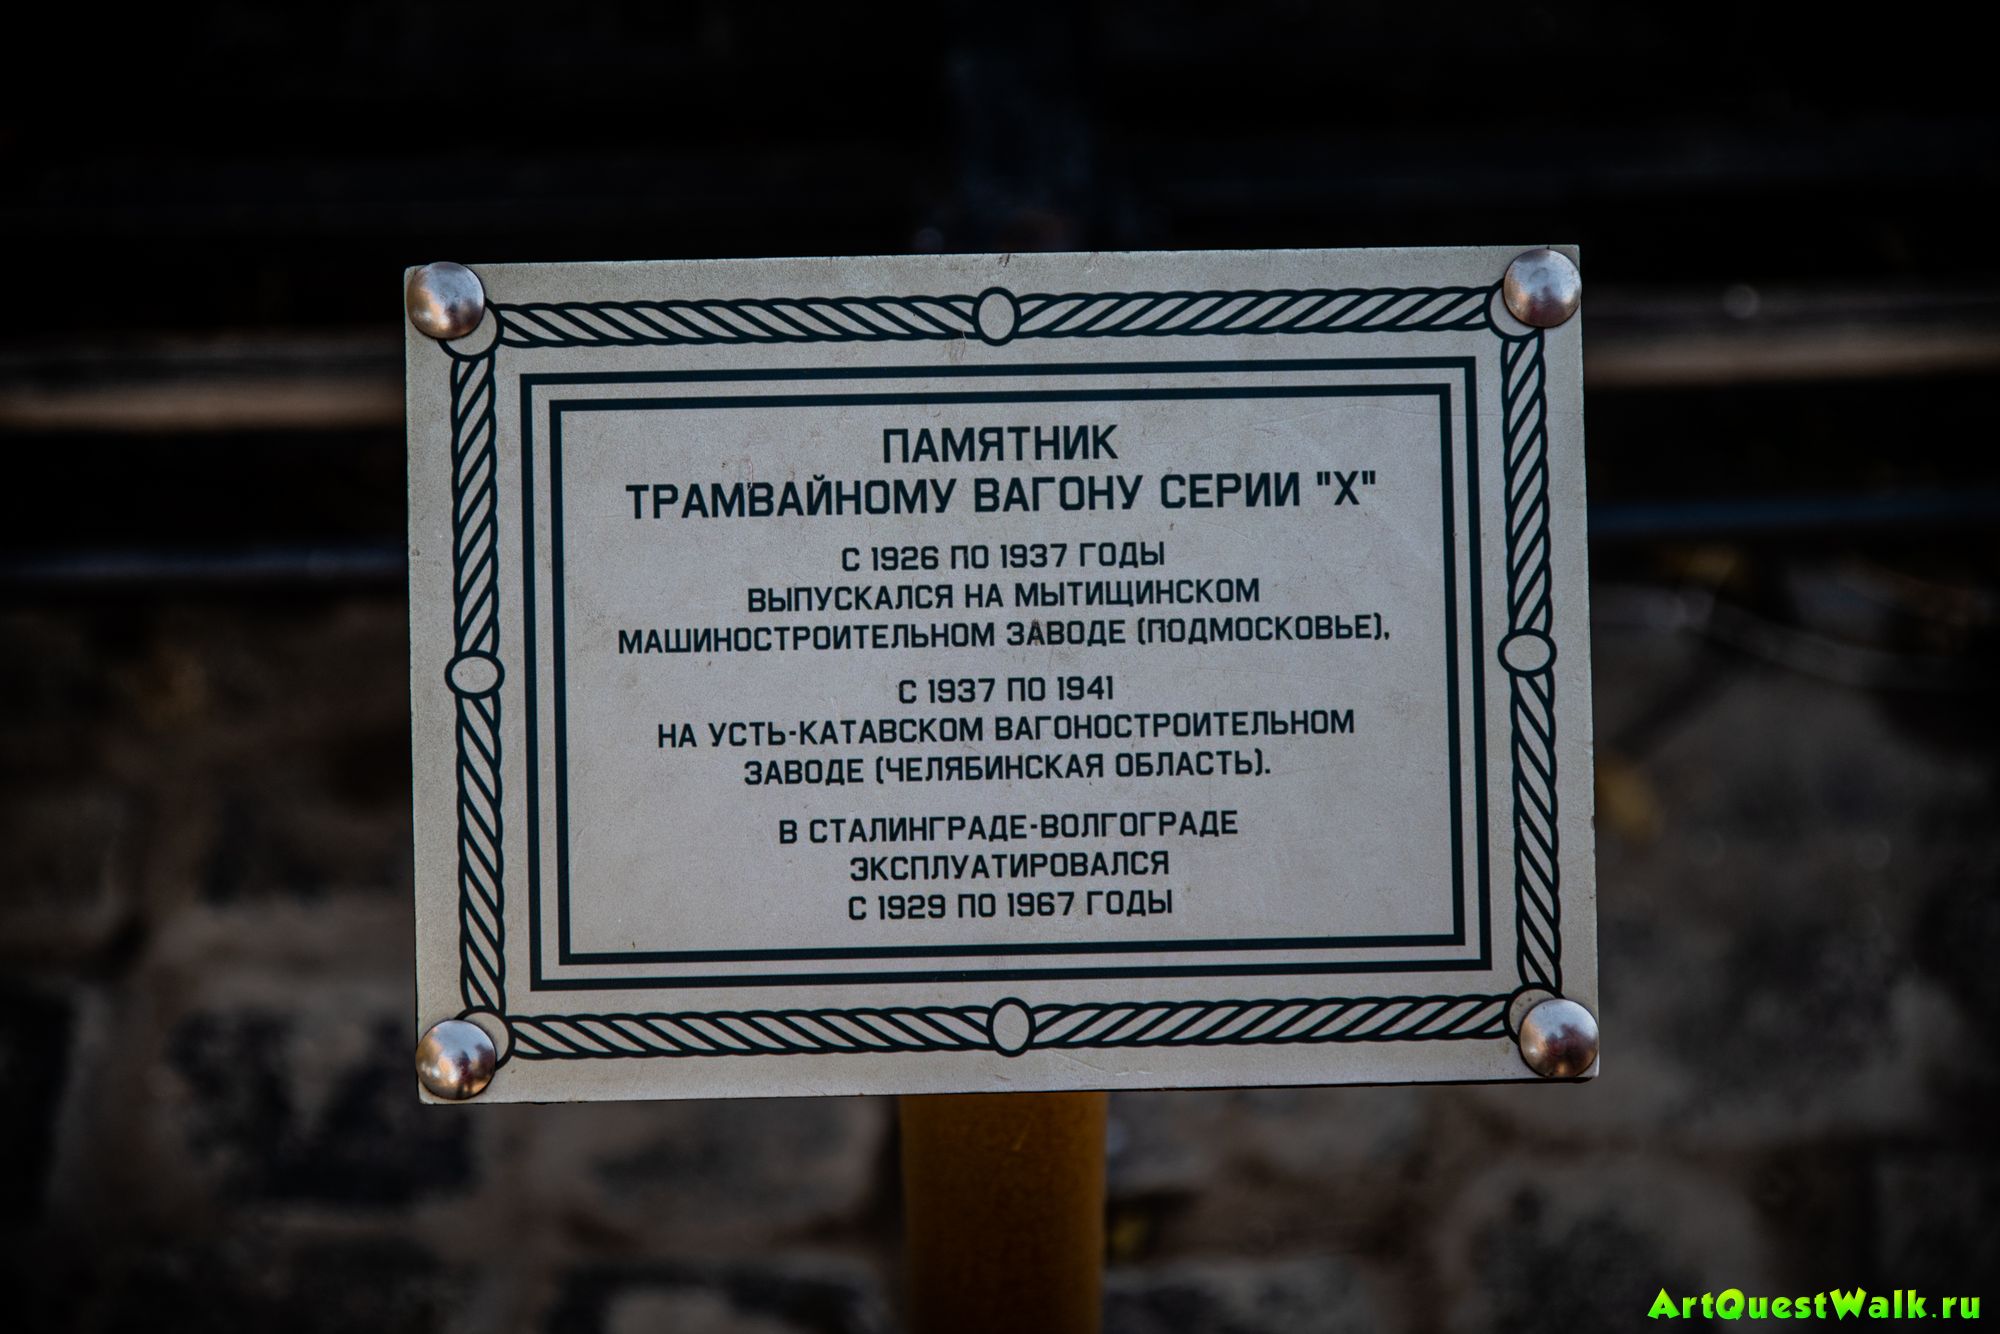 ПАМЯТНИК
ТРАМВАЙНОМУ ВАГОНУ СЕРИИ "Х"
С 1926 ПО 1937 ГОДЫ
ВЫПУСКАЛСЯ НА МЫТИЩИНСКОМ
МАШИНОСТРОИТЕЛЬНОМ ЗАВОДЕ (ПОДМОСКОВЬЕ),
С 1937 ПО 1941
НА УСТЬ-КАТАВСКОМ ВАГОНОСТРОИТЕЛЬНОМ
ЗАВОДЕ (ЧЕЛЯБИНСКАЯ ОБЛАСТЬ).
В СТАЛИНГРАДЕ-ВОЛГОГРАДЕ
ЭКСПЛУАТИРОВАЛСЯ
С 1929 ПО 1967 ГОДЫ
ArtQuestWalk.ru